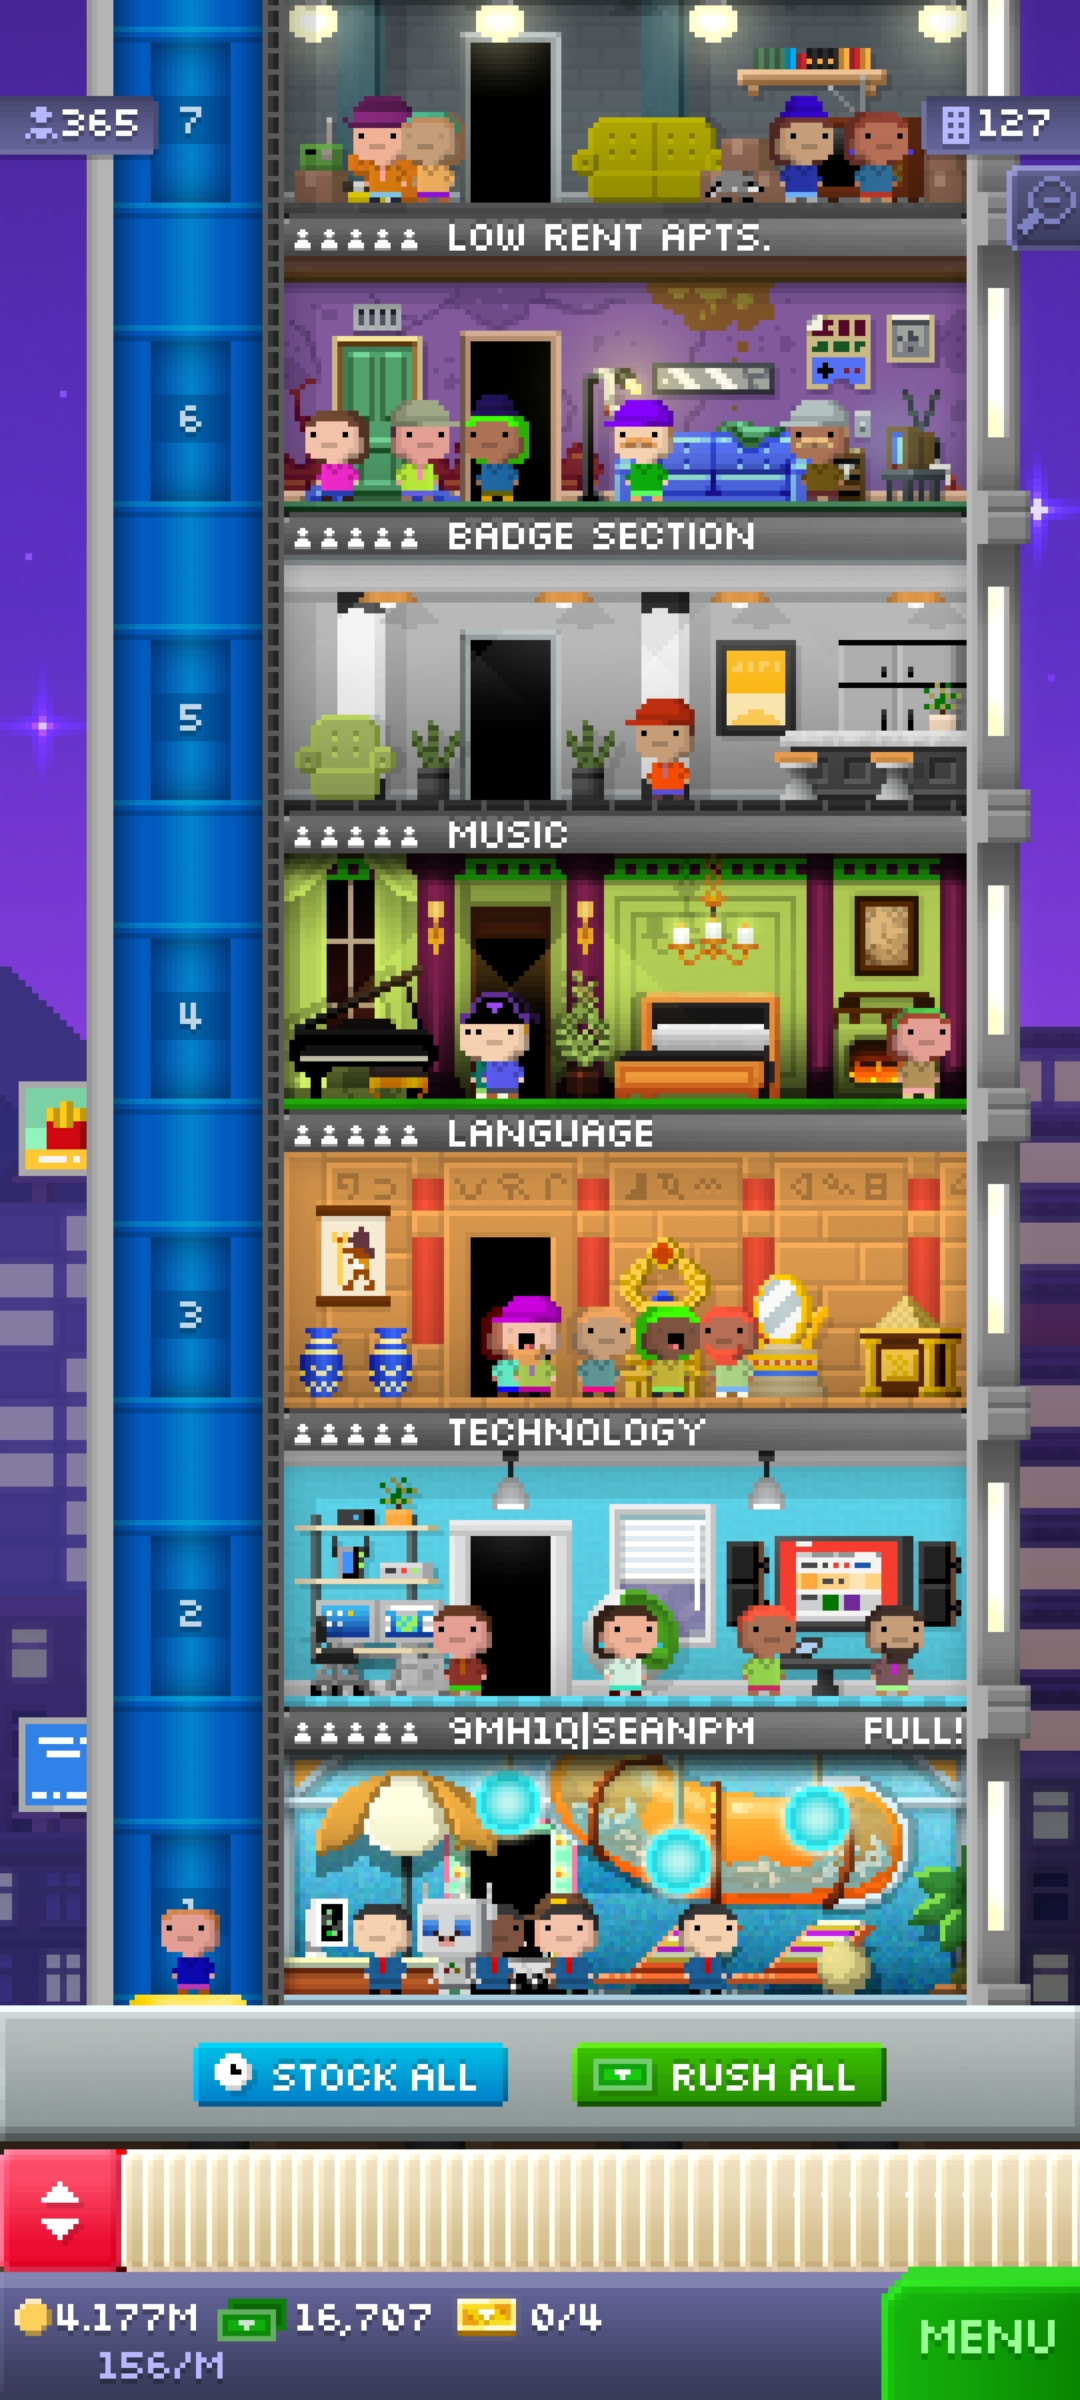 365
7
127
LOW RENT APTS.
6
BADGE SECTION
5
MUSIC
4
LANGUAGE
3
TECHNOLOGY
2
9MH1Q|SEANPM FULL!
STOCK ALL
RUSH ALL
4.177M
16,707
0/4
156/M
MENU